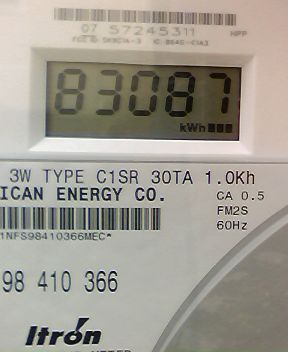 07 57245311
HPP
83087
kWh
3W TYPE C1SR 30TA 1.0Kh
ICAN ENERGY CO.
CA 0.5
FM2S
60Hz
1NFS98410366MEC*
98 410 366
Itron